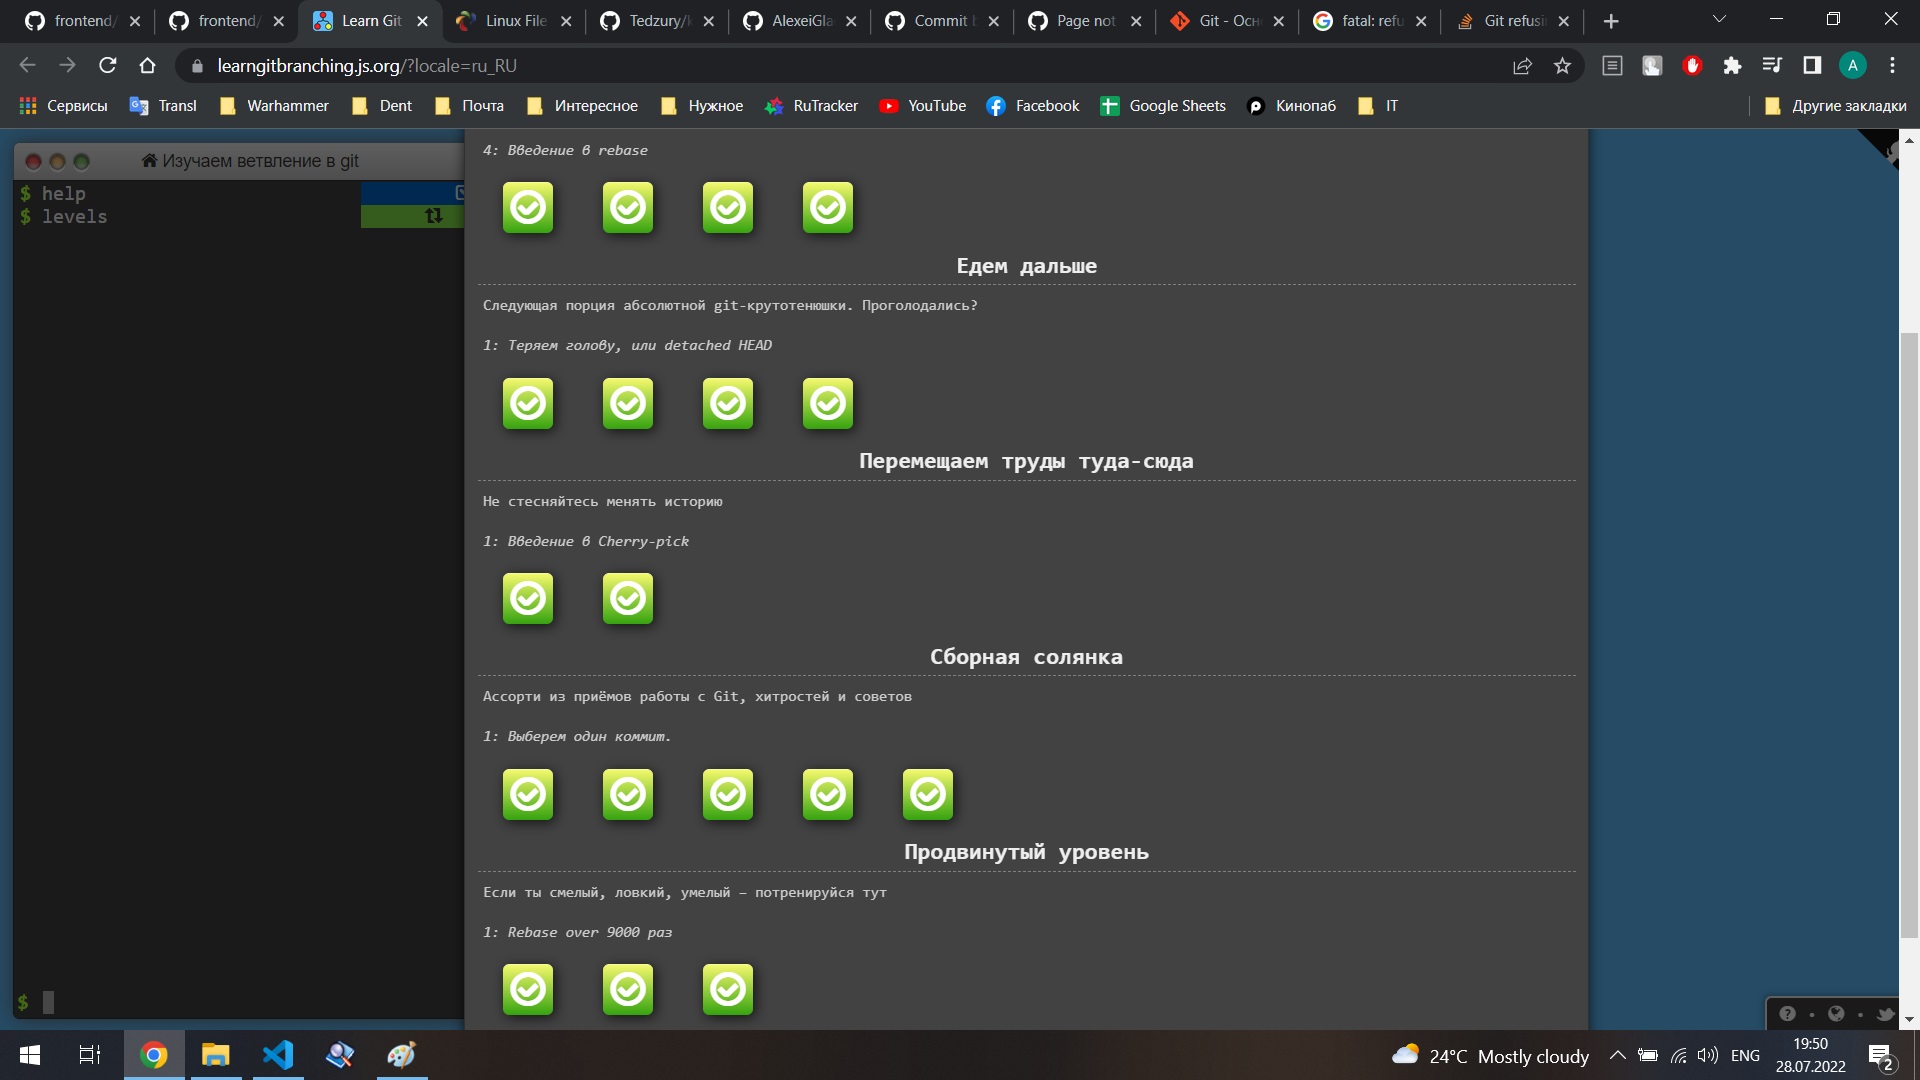 frontend/
frontend/
Learn Git
Linux File
Tedzury/
AlexeiGla
Commit
Page not
Git - Осн
fatal: refu
Git refusi
learngitbranching.js.org/?locale=ru_RU
A
Сервисы
Transl
Warhammer
Dent
Почта
Интересное
Нужное
RuTracker
YouTube
Facebook
Google Sheets
Кинопаб
IT
Другие закладки
Изучаем ветвление в git
$ help
$ levels
$
4: Введение в rebase
Едем дальше
Следующая порция абсолютной git-крутотенюшки. Проголодались?
1: Теряем голову, или detached HEAD
Перемещаем труды туда-сюда
Не стесняйтесь менять историю
1: Введение в Cherry-pick
Сборная солянка
Ассорти из приёмов работы с Git, хитростей и советов
1: Выберем один коммит.
Продвинутый уровень
Если ты смелый, ловкий, умелый – потренируйся тут
1: Rebase over 9000 раз
24°C Mostly cloudy
ENG
19:50
28.07.2022
2